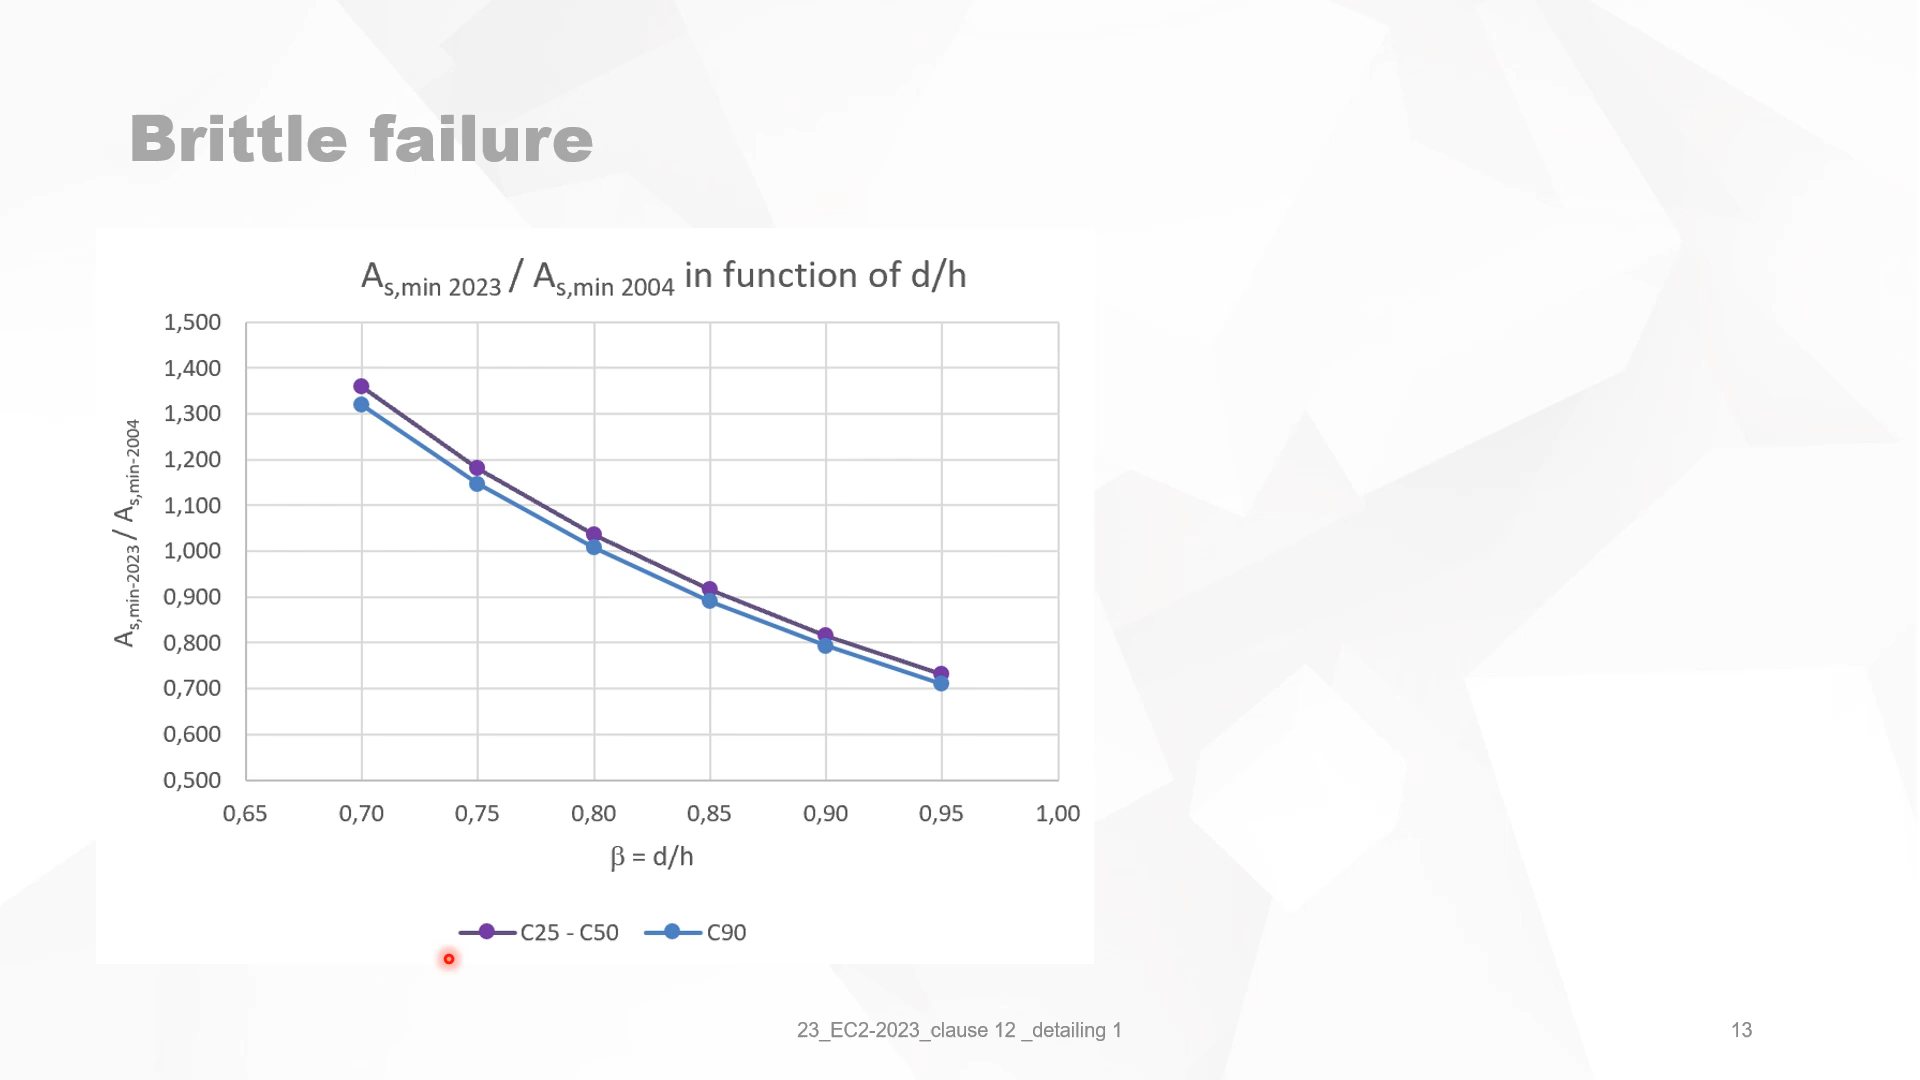 Brittle failure
As,min 2023 / As,min 2004 in function of d/h
1,500
1,400
1,300
1,200
1,100
1,000
0,900
0,800
0,700
0,600
0,500
As,min-2023 / As,min-2004
0,65 0,70 0,75 0,80 0,85 0,90 0,95 1,00
β = d/h
C25 - C50 C90
23_EC2-2023_clause 12 _detailing 1 13